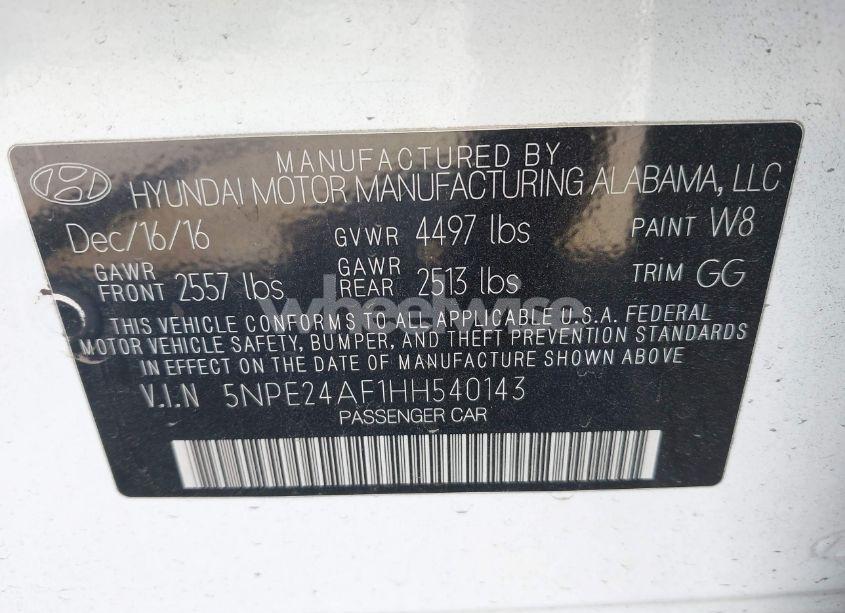 MANUFACTURED BY
HYUNDAI MOTOR MANUFACTURING ALABAMA, LLC
Dec/16/16 GVWR 4497 lbs PAINT W8
GAWR FRONT 2557 lbs GAWR REAR 2513 lbs TRIM GG
wheelwise
THIS VEHICLE CONFORMS TO ALL APPLICABLE U.S.A. FEDERAL
MOTOR VEHICLE SAFETY, BUMPER, AND THEFT PREVENTION STANDARDS
IN EFFECT ON THE DATE OF MANUFACTURE SHOWN ABOVE
V.I.N 5NPE24AF1HH540143
PASSENGER CAR